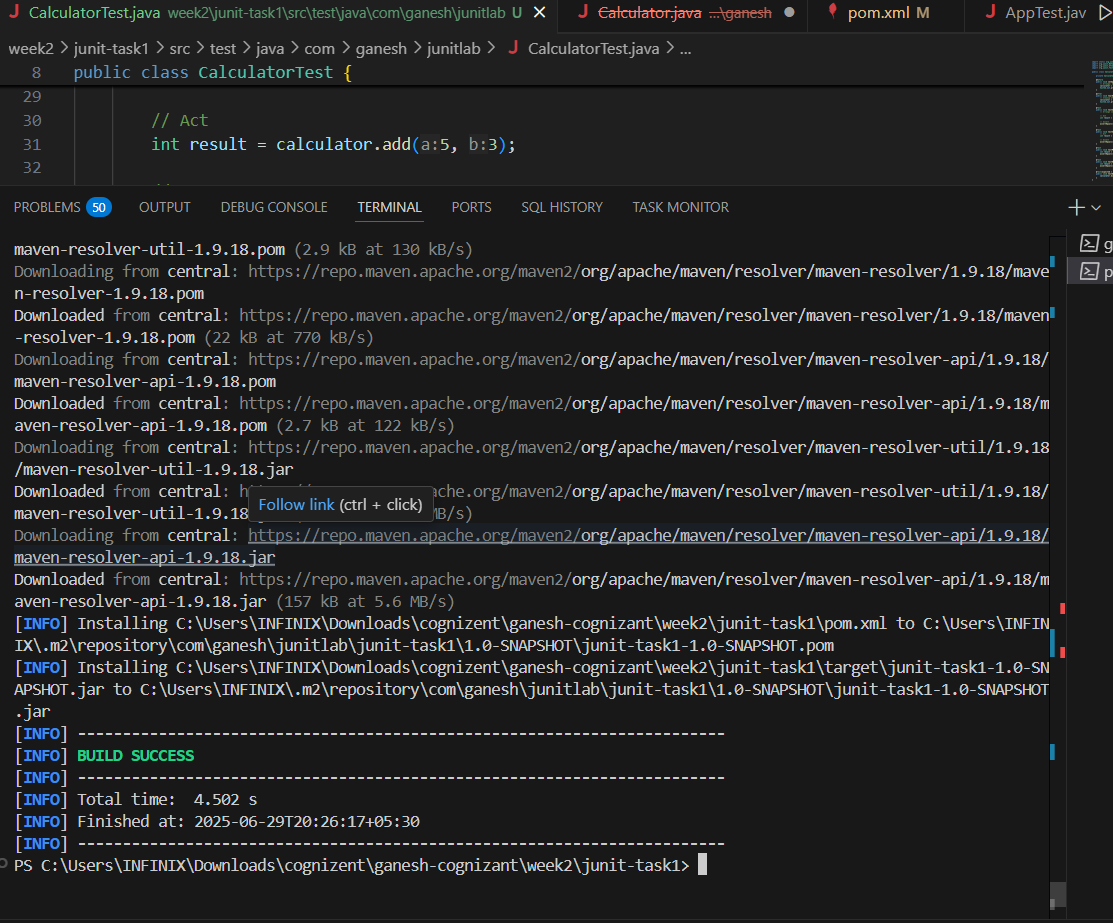 CalculatorTest.java week2\junit-task1\src\test\java\com\ganesh\junitlab U
Calculator.java ...\ganesh
pom.xml M
AppTest.jav
week2 > junit-task1 > src > test > java > com > ganesh > junitlab > CalculatorTest.java > ...
8 public class CalculatorTest {
29
30 // Act
31 int result = calculator.add(a:5, b:3);
32
PROBLEMS 50 OUTPUT DEBUG CONSOLE TERMINAL PORTS SQL HISTORY TASK MONITOR
maven-resolver-util-1.9.18.pom (2.9 kB at 130 kB/s)
Downloading from central: https://repo.maven.apache.org/maven2/org/apache/maven/resolver/maven-resolver/1.9.18/mave
n-resolver-1.9.18.pom
Downloaded from central: https://repo.maven.apache.org/maven2/org/apache/maven/resolver/maven-resolver/1.9.18/maven
-resolver-1.9.18.pom (22 kB at 770 kB/s)
Downloading from central: https://repo.maven.apache.org/maven2/org/apache/maven/resolver/maven-resolver-api/1.9.18/
maven-resolver-api-1.9.18.pom
Downloaded from central: https://repo.maven.apache.org/maven2/org/apache/maven/resolver/maven-resolver-api/1.9.18/m
aven-resolver-api-1.9.18.pom (2.7 kB at 122 kB/s)
Downloading from central: https://repo.maven.apache.org/maven2/org/apache/maven/resolver/maven-resolver-util/1.9.18
/maven-resolver-util-1.9.18.jar
Downloaded from central: che.org/maven2/org/apache/maven/resolver/maven-resolver-util/1.9.18/
Follow link (ctrl + click)
maven-resolver-util-1.9.18 MB/s)
Downloading from central: https://repo.maven.apache.org/maven2/org/apache/maven/resolver/maven-resolver-api/1.9.18/
maven-resolver-api-1.9.18.jar
Downloaded from central: https://repo.maven.apache.org/maven2/org/apache/maven/resolver/maven-resolver-api/1.9.18/m
aven-resolver-api-1.9.18.jar (157 kB at 5.6 MB/s)
[INFO] Installing C:\Users\INFINIX\Downloads\cognizent\ganesh-cognizant\week2\junit-task1\pom.xml to C:\Users\INFIN
IX\.m2\repository\com\ganesh\junitlab\junit-task1\1.0-SNAPSHOT\junit-task1-1.0-SNAPSHOT.pom
[INFO] Installing C:\Users\INFINIX\Downloads\cognizent\ganesh-cognizant\week2\junit-task1\target\junit-task1-1.0-SN
APSHOT.jar to C:\Users\INFINIX\.m2\repository\com\ganesh\junitlab\junit-task1\1.0-SNAPSHOT\junit-task1-1.0-SNAPSHOT
.jar
[INFO] ------------------------------------------------------------------------
[INFO] BUILD SUCCESS
[INFO] ------------------------------------------------------------------------
[INFO] Total time:  4.502 s
[INFO] Finished at: 2025-06-29T20:26:17+05:30
[INFO] ------------------------------------------------------------------------
PS C:\Users\INFINIX\Downloads\cognizent\ganesh-cognizant\week2\junit-task1>